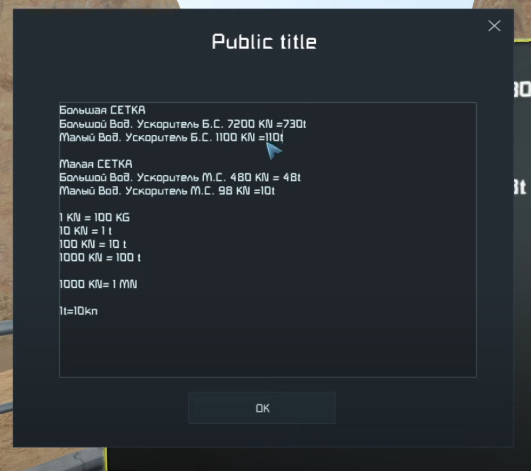 Public title
Большая СЕТКА
Большой Вод. Ускоритель Б.С. 7200 KN =730t
Малый Вод. Ускоритель Б.С. 1100 KN =110t
Малая СЕТКА
Большой Вод. Ускоритель М.С. 480 KN = 48t
Малый Вод. Ускоритель М.С. 98 KN =10t
1 KN = 100 KG
10 KN = 1 t
100 KN = 10 t
1000 KN = 100 t
1000 KN= 1 MN
1t=10kn
OK